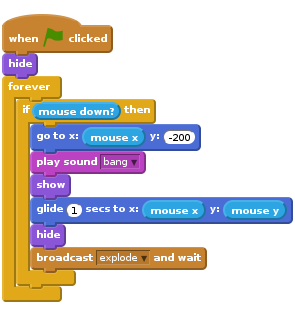 when clicked
hide
forever
if mouse down? then
go to x: mouse x y: -200
play sound bang
show
glide 1 secs to x: mouse x y: mouse y
hide
broadcast explode and wait